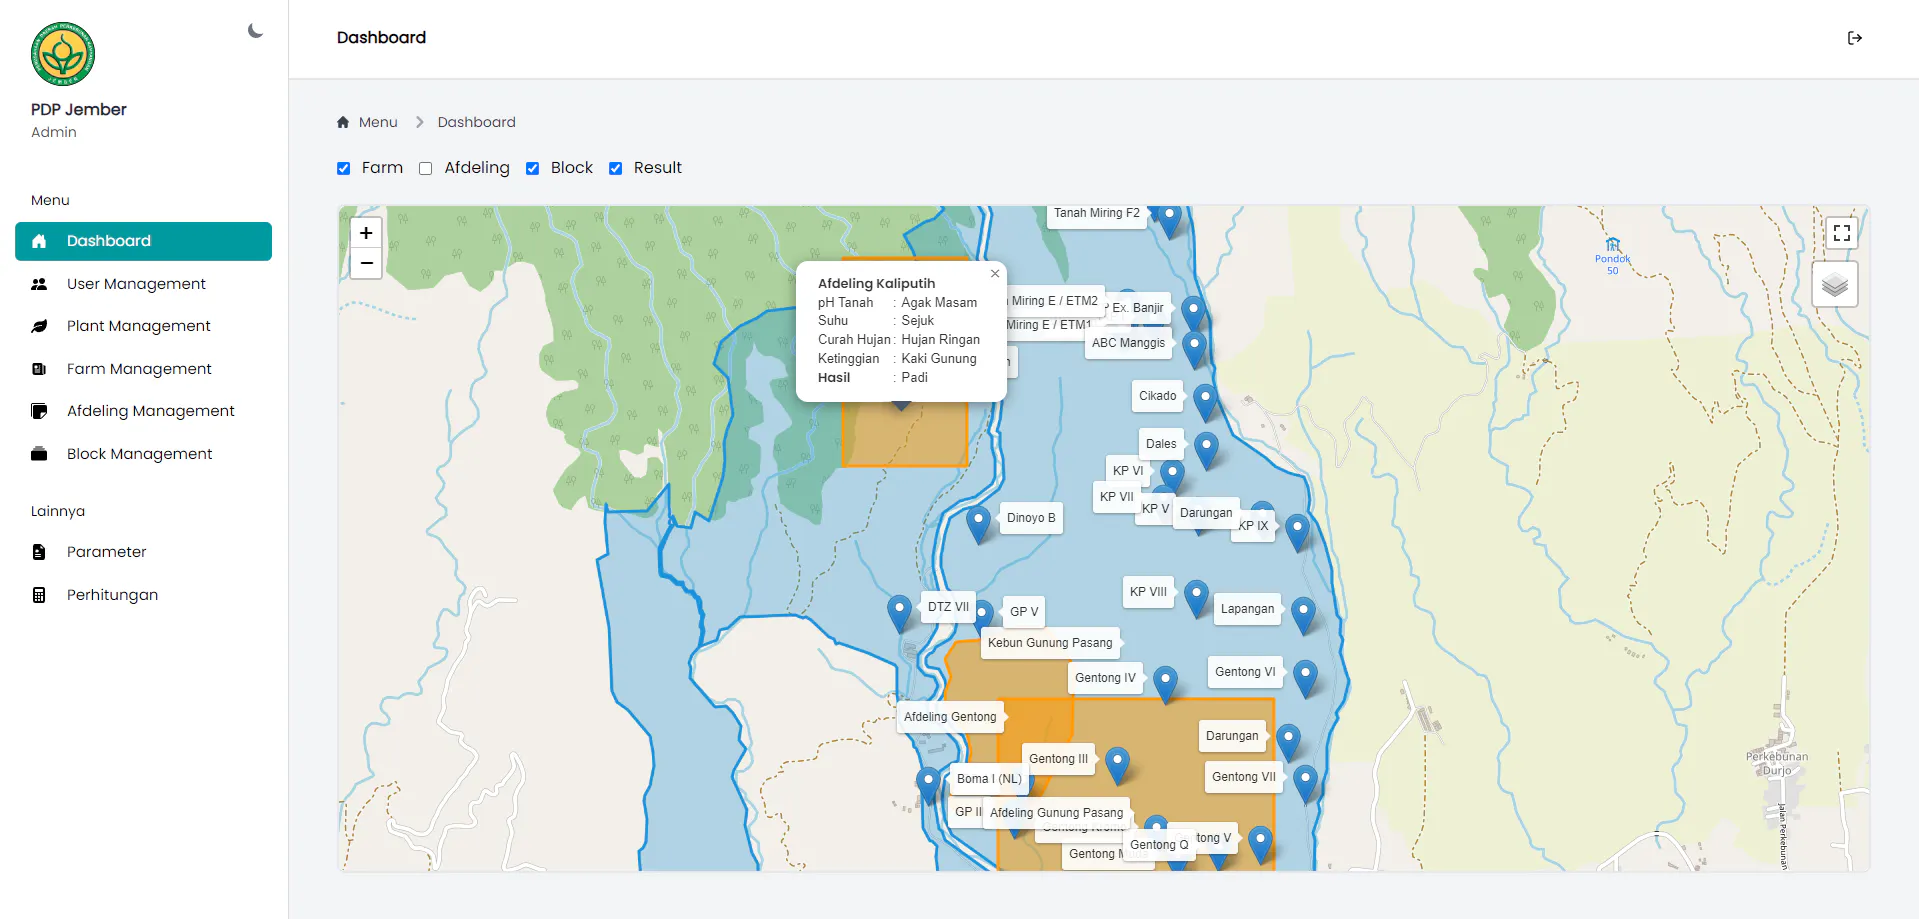 PDP Jember
Admin
Menu
Dashboard
User Management
Plant Management
Farm Management
Afdeling Management
Block Management
Lainnya
Parameter
Perhitungan
Dashboard
Menu
Dashboard
Farm
Afdeling
Block
Result
+
−
Tanah Miring F2
Pondok
50
Afdeling Kaliputih
pH Tanah : Agak Masam
Suhu : Sejuk
Curah Hujan : Hujan Ringan
Ketinggian : Kaki Gunung
Hasil : Padi
Miring E / ETM2
Ex. Banjir
Miring E / ETM1
ABC Manggis
Cikado
Dales
KP VI
KP VII
KP V
Darungan
KP IX
Dinoyo B
KP VIII
Lapangan
DTZ VII
GP V
Kebun Gunung Pasang
Gentong IV
Gentong VI
Afdeling Gentong
Darungan
Gentong III
Gentong VII
Boma I (NL)
GP II
Afdeling Gunung Pasang
Gentong
tong V
Gentong Q
Gentong
Perkebunan
Durjo
Jalan Perkebunan